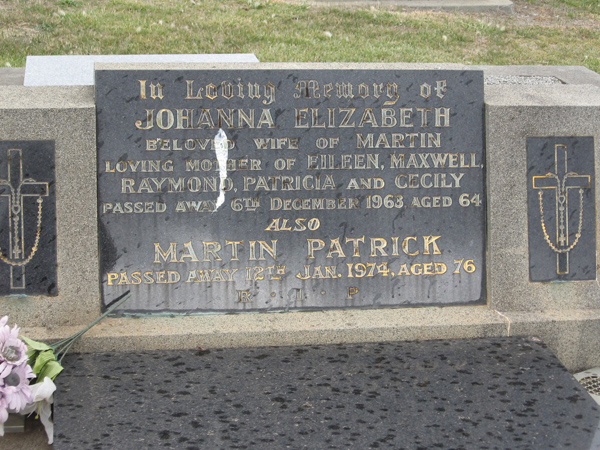 In Loving Memory of
JOHANNA ELIZABETH
BELOVED WIFE OF MARTIN
LOVING MOTHER OF EILEEN, MAXWELL,
RAYMOND, PATRICIA AND CECILY
PASSED AWAY 6TH DECEMBER 1963 AGED 64
ALSO
MARTIN PATRICK
PASSED AWAY 12TH JAN. 1974, AGED 76
R · I · P